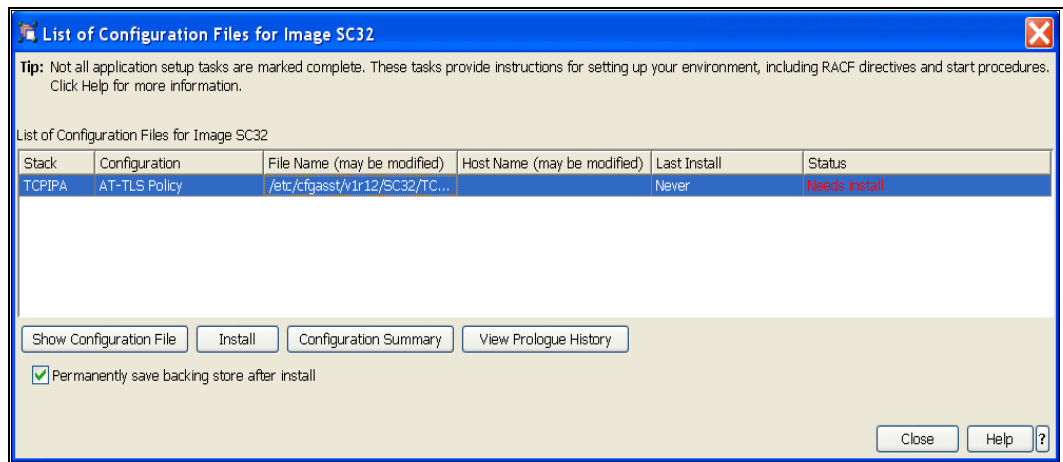 List of Configuration Files for Image SC32
Tip: Not all application setup tasks are marked complete. These tasks provide instructions for setting up your environment, including RACF directives and start procedures.
Click Help for more information.
List of Configuration Files for Image SC32
Stack Configuration File Name (may be modified) Host Name (may be modified) Last Install Status
TCPIPA AT-TLS Policy /etc/cfgasst/v1r12/SC32/TC... Never Needs install
Show Configuration File Install Configuration Summary View Prologue History
Permanently save backing store after install
Close Help ?